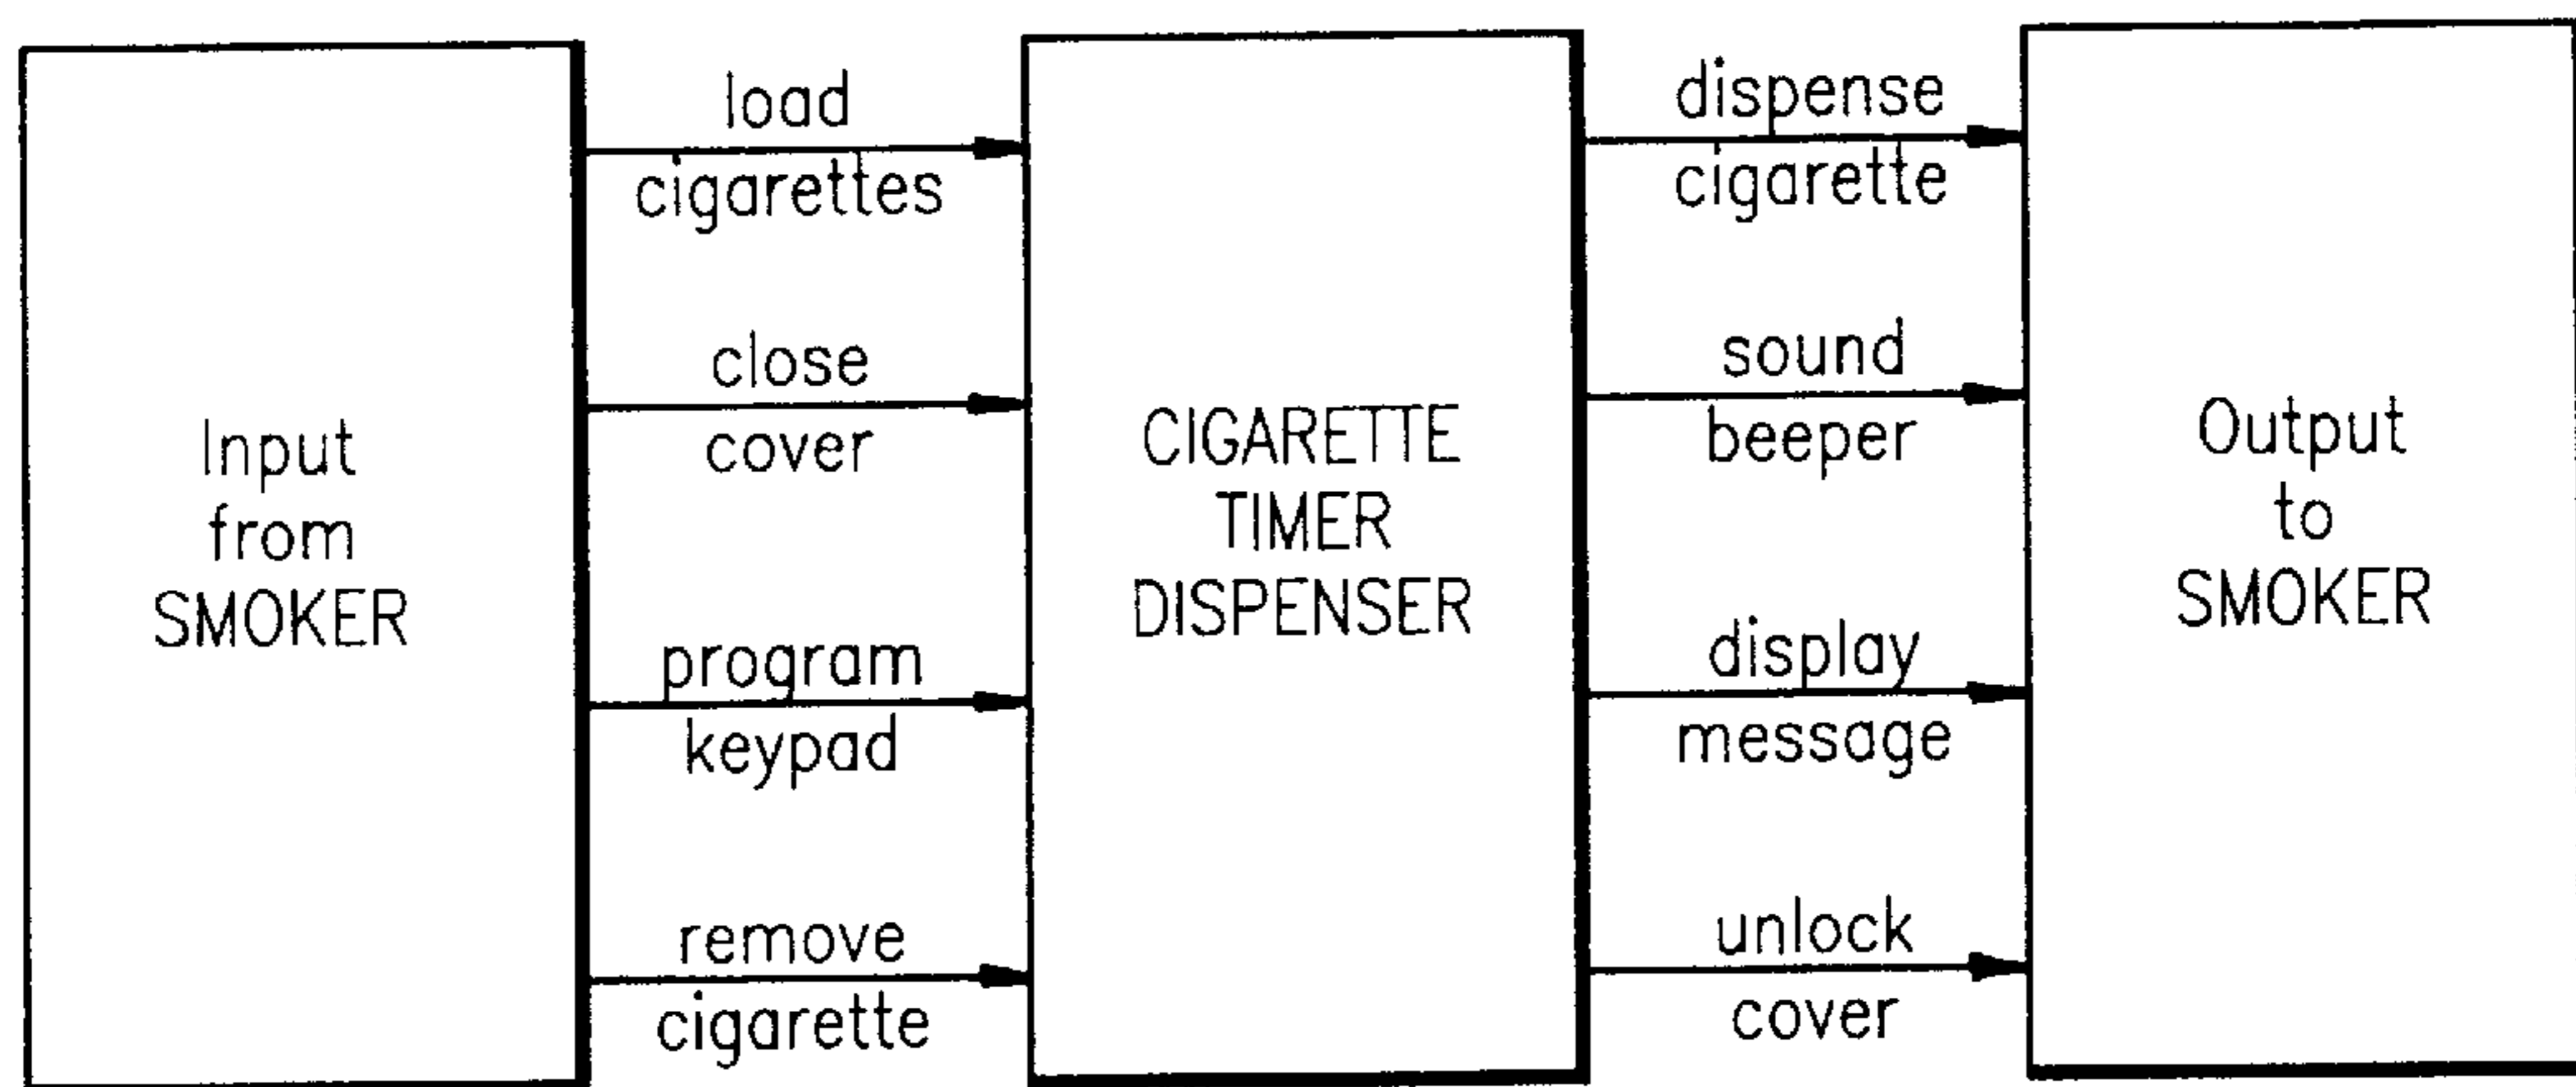 Input
from
SMOKER
load
cigarettes
close
cover
program
keypad
remove
cigarette
CIGARETTE
TIMER
DISPENSER
dispense
cigarette
sound
beeper
display
message
unlock
cover
Output
to
SMOKER